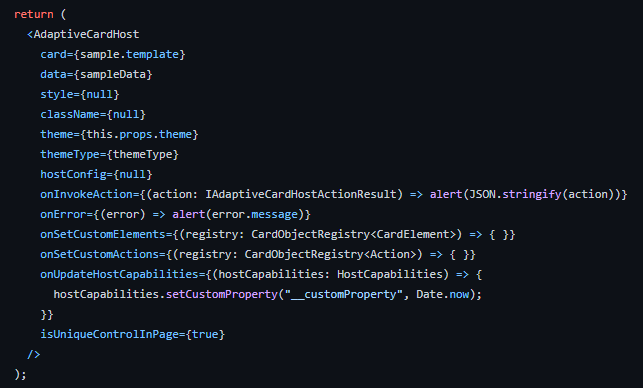 return (
  <AdaptiveCardHost
    card={sample.template}
    data={sampleData}
    style={null}
    className={null}
    theme={this.props.theme}
    themeType={themeType}
    hostConfig={null}
    onInvokeAction={(action: IAdaptiveCardHostActionResult) => alert(JSON.stringify(action))}
    onError={(error) => alert(error.message)}
    onSetCustomElements={(registry: CardObjectRegistry<CardElement>) => { }}
    onSetCustomActions={(registry: CardObjectRegistry<Action>) => { }}
    onUpdateHostCapabilities={(hostCapabilities: HostCapabilities) => {
      hostCapabilities.setCustomProperty("__customProperty", Date.now);
    }}
    isUniqueControlInPage={true}
  />
);